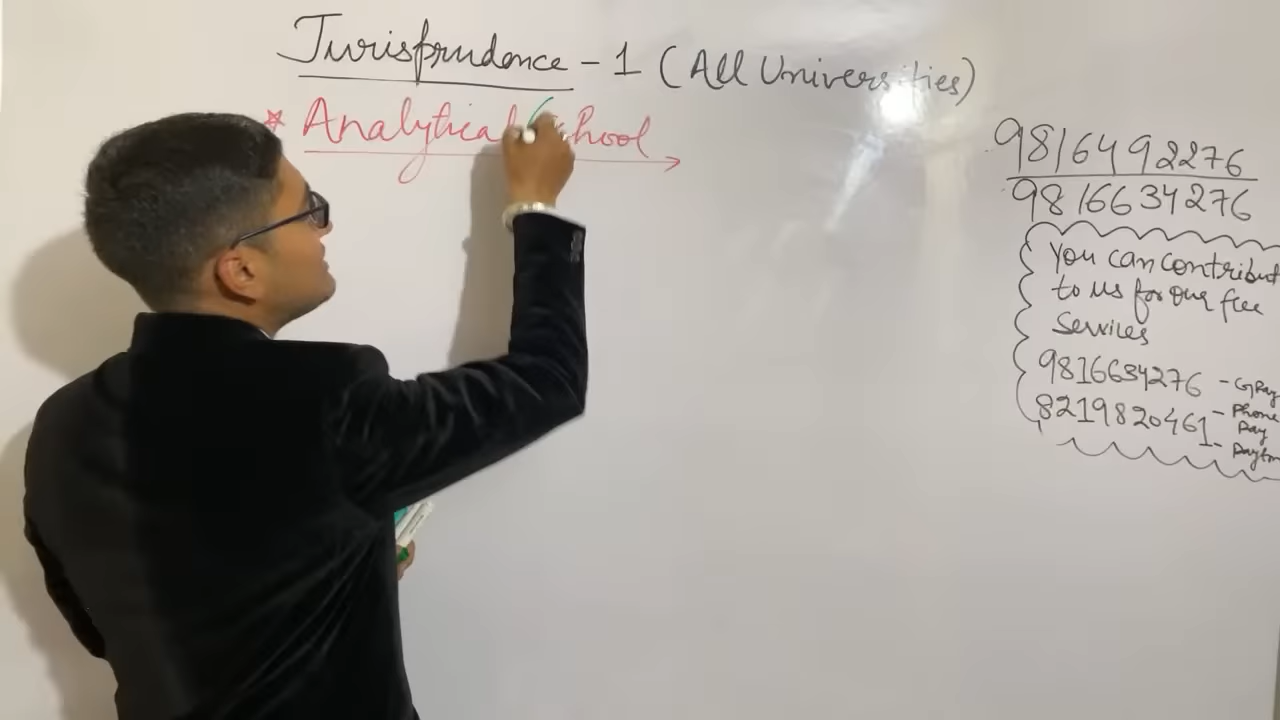 Jurisprudence - 1 (All Universities)
* Analytical School
9816492276
9816634276
You can contribut
to us for our free
Services
9816634276 - GPay
8219820461 - Phone
Pay
- Paytm